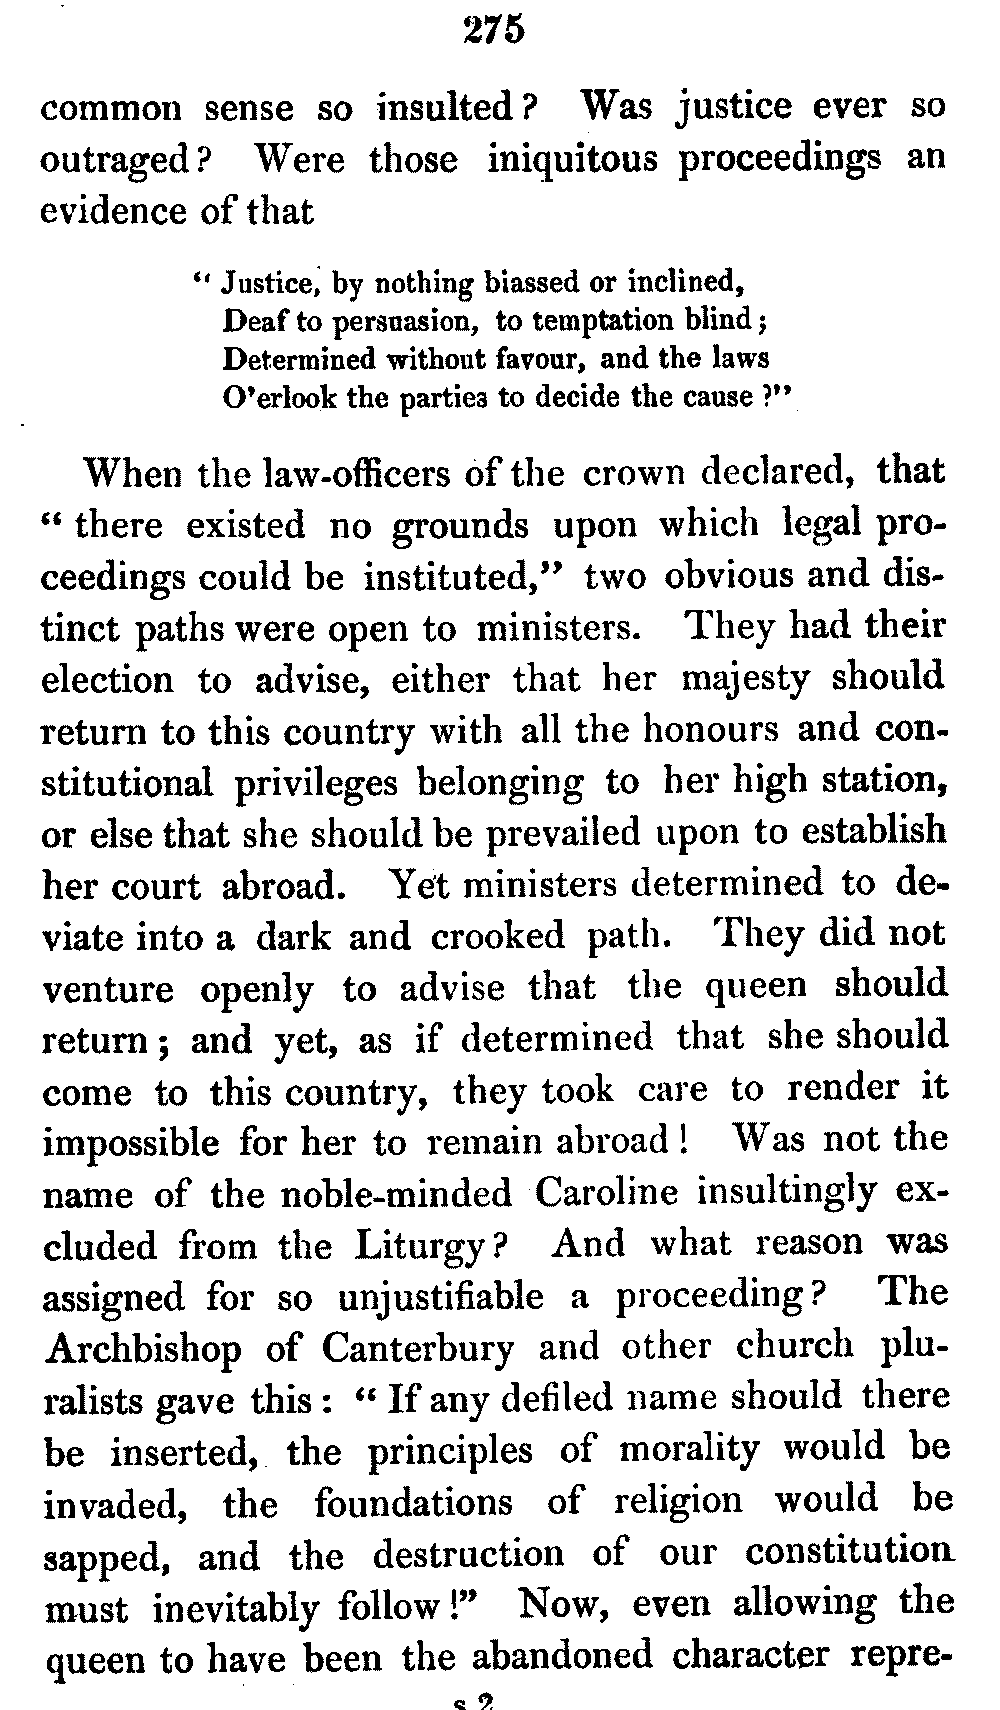 275
common sense so insulted? Was justice ever so
outraged? Were those iniquitous proceedings an
evidence of that
“ Justice, by nothing biassed or inclined,
Deaf to persuasion, to temptation blind;
Determined without favour, and the laws
O'erlook the parties to decide the cause ?”
When the law-officers of the crown declared, that
“ there existed no grounds upon which legal pro-
ceedings could be instituted,” two obvious and dis-
tinct paths were open to ministers. They had their
election to advise, either that her majesty should
return to this country with all the honours and con-
stitutional privileges belonging to her high station,
or else that she should be prevailed upon to establish
her court abroad. Yet ministers determined to de-
viate into a dark and crooked path. They did not
venture openly to advise that the queen should
return; and yet, as if determined that she should
come to this country, they took care to render it
impossible for her to remain abroad! Was not the
name of the noble-minded Caroline insultingly ex-
cluded from the Liturgy? And what reason was
assigned for so unjustifiable a proceeding? The
Archbishop of Canterbury and other church plu-
ralists gave this: “ If any defiled name should there
be inserted, the principles of morality would be
invaded, the foundations of religion would be
sapped, and the destruction of our constitution
must inevitably follow!” Now, even allowing the
queen to have been the abandoned character repre-
s 2